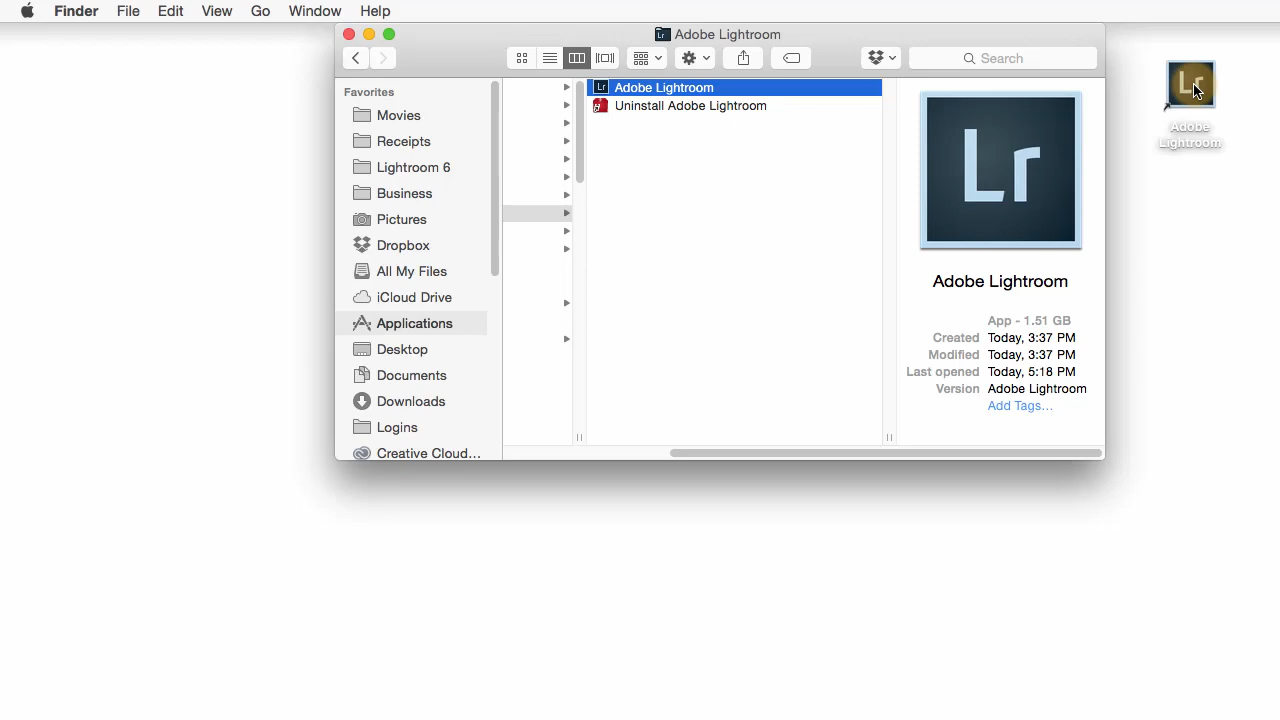 Finder File Edit View Go Window Help
Adobe Lightroom
Search
Favorites
Movies
Receipts
Lightroom 6
Business
Pictures
Dropbox
All My Files
iCloud Drive
Applications
Desktop
Documents
Downloads
Logins
Creative Cloud...
Adobe Lightroom
Uninstall Adobe Lightroom
Lr
Adobe Lightroom
App - 1.51 GB
Created Today, 3:37 PM
Modified Today, 3:37 PM
Last opened Today, 5:18 PM
Version Adobe Lightroom
Add Tags...
Lr
Adobe
Lightroom